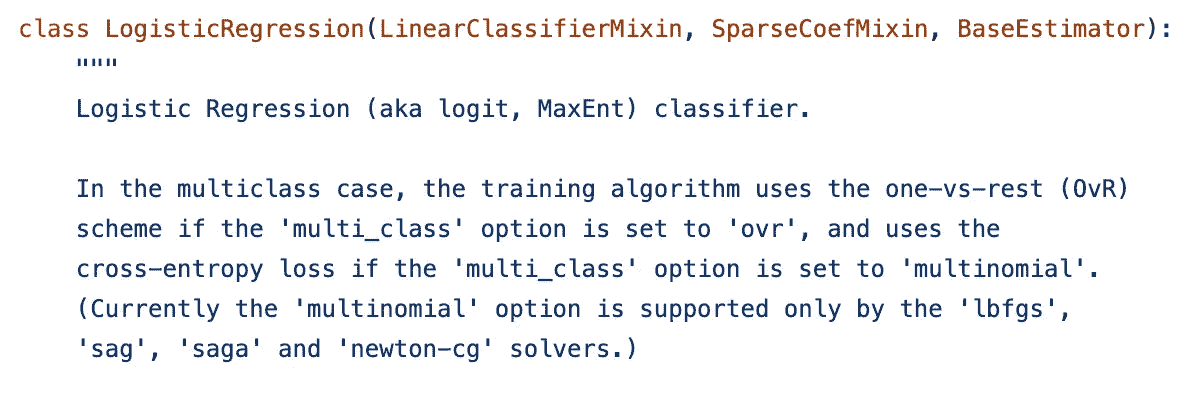 class LogisticRegression(LinearClassifierMixin, SparseCoefMixin, BaseEstimator):
"""
Logistic Regression (aka logit, MaxEnt) classifier.
In the multiclass case, the training algorithm uses the one-vs-rest (OvR)
scheme if the 'multi_class' option is set to 'ovr', and uses the
cross-entropy loss if the 'multi_class' option is set to 'multinomial'.
(Currently the 'multinomial' option is supported only by the 'lbfgs',
'sag', 'saga' and 'newton-cg' solvers.)